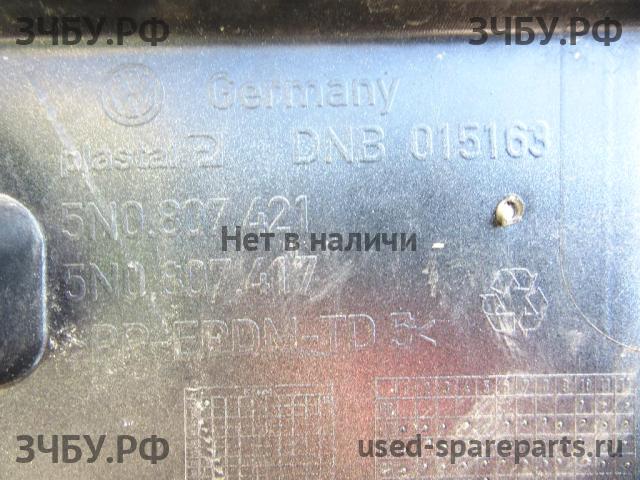 ЗЧБУ.РФ ЗЧБУ.РФ
Germany
plastal 2 DNB 015163
5N0.807.421
Нет в наличи
5N0.807.417
>PP-EPDM-TD 5<
ЗЧБУ.РФ used-spareparts.ru